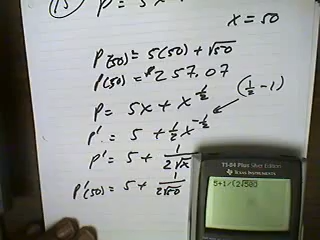 (15) P = 5x +
x = 50
P(50) = 5(50) + √50
P(50) = $257.07
P = 5x + x^½
(½ - 1)
P' = 5 + ½x^-½
P' = 5 + 1/(2√x)
P'(50) = 5 + 1/(2√50)
TI-84 Plus Silver Edition
TEXAS INSTRUMENTS
5+1/(2√(50)